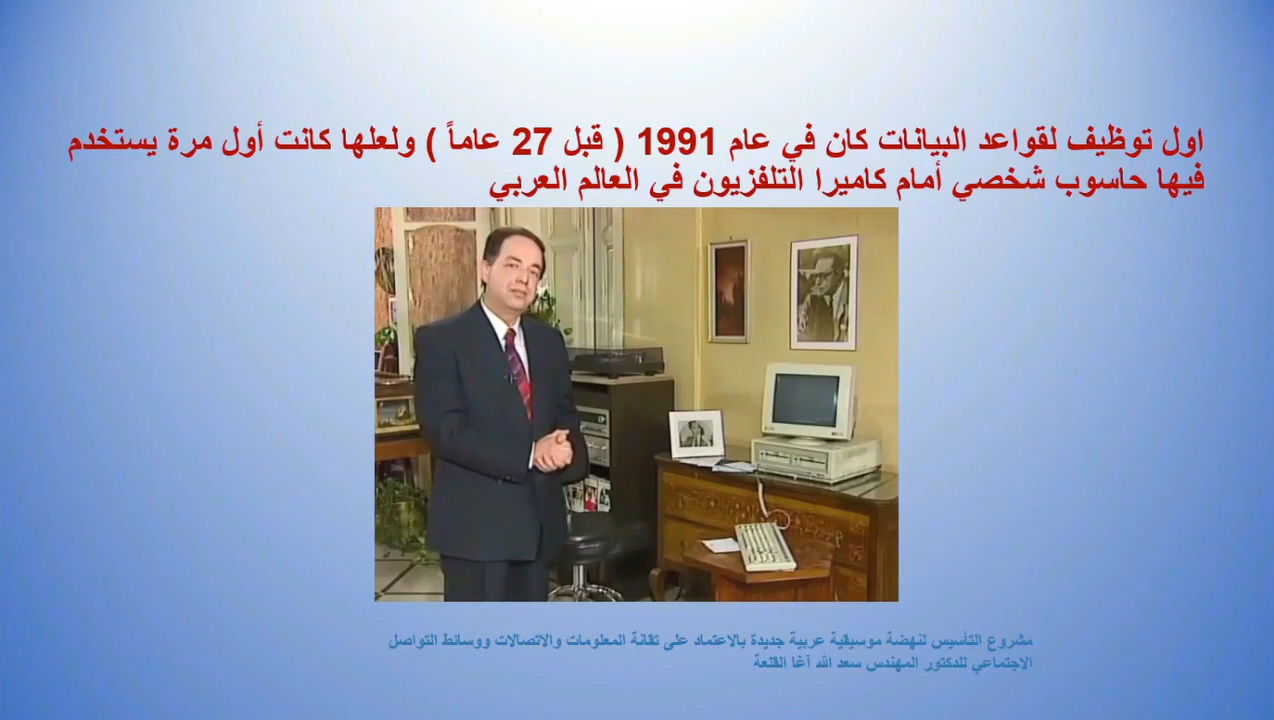 اول توظيف لقواعد البيانات كان في عام 1991 ( قبل 27 عاماً ) ولعلها كانت أول مرة يستخدم
فيها حاسوب شخصي أمام كاميرا التلفزيون في العالم العربي
مشروع التأسيس لنهضة موسيقية عربية جديدة بالاعتماد على تقانة المعلومات والاتصالات ووسائط التواصل
الاجتماعي للدكتور المهندس سعد الله آغا القلعة